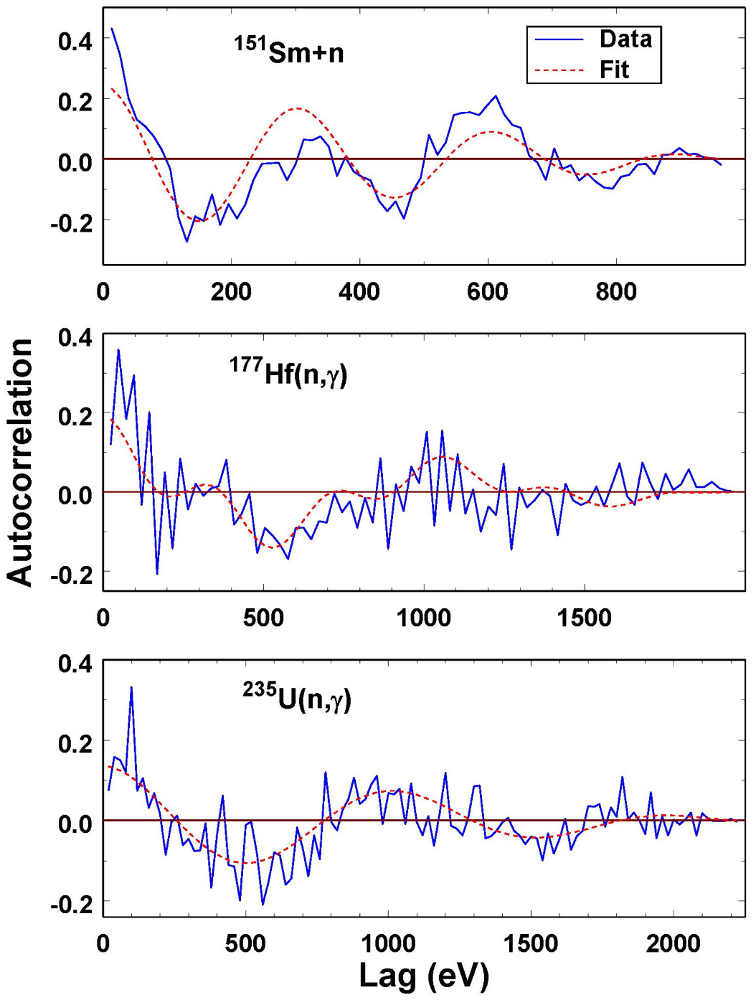 151Sm+n
Data
Fit
0.4
0.2
0.0
-0.2
0 200 400 600 800
Autocorrelation
177Hf(n,γ)
0.4
0.2
0.0
-0.2
0 500 1000 1500
235U(n,γ)
0.4
0.2
0.0
-0.2
0 500 1000 1500 2000
Lag (eV)